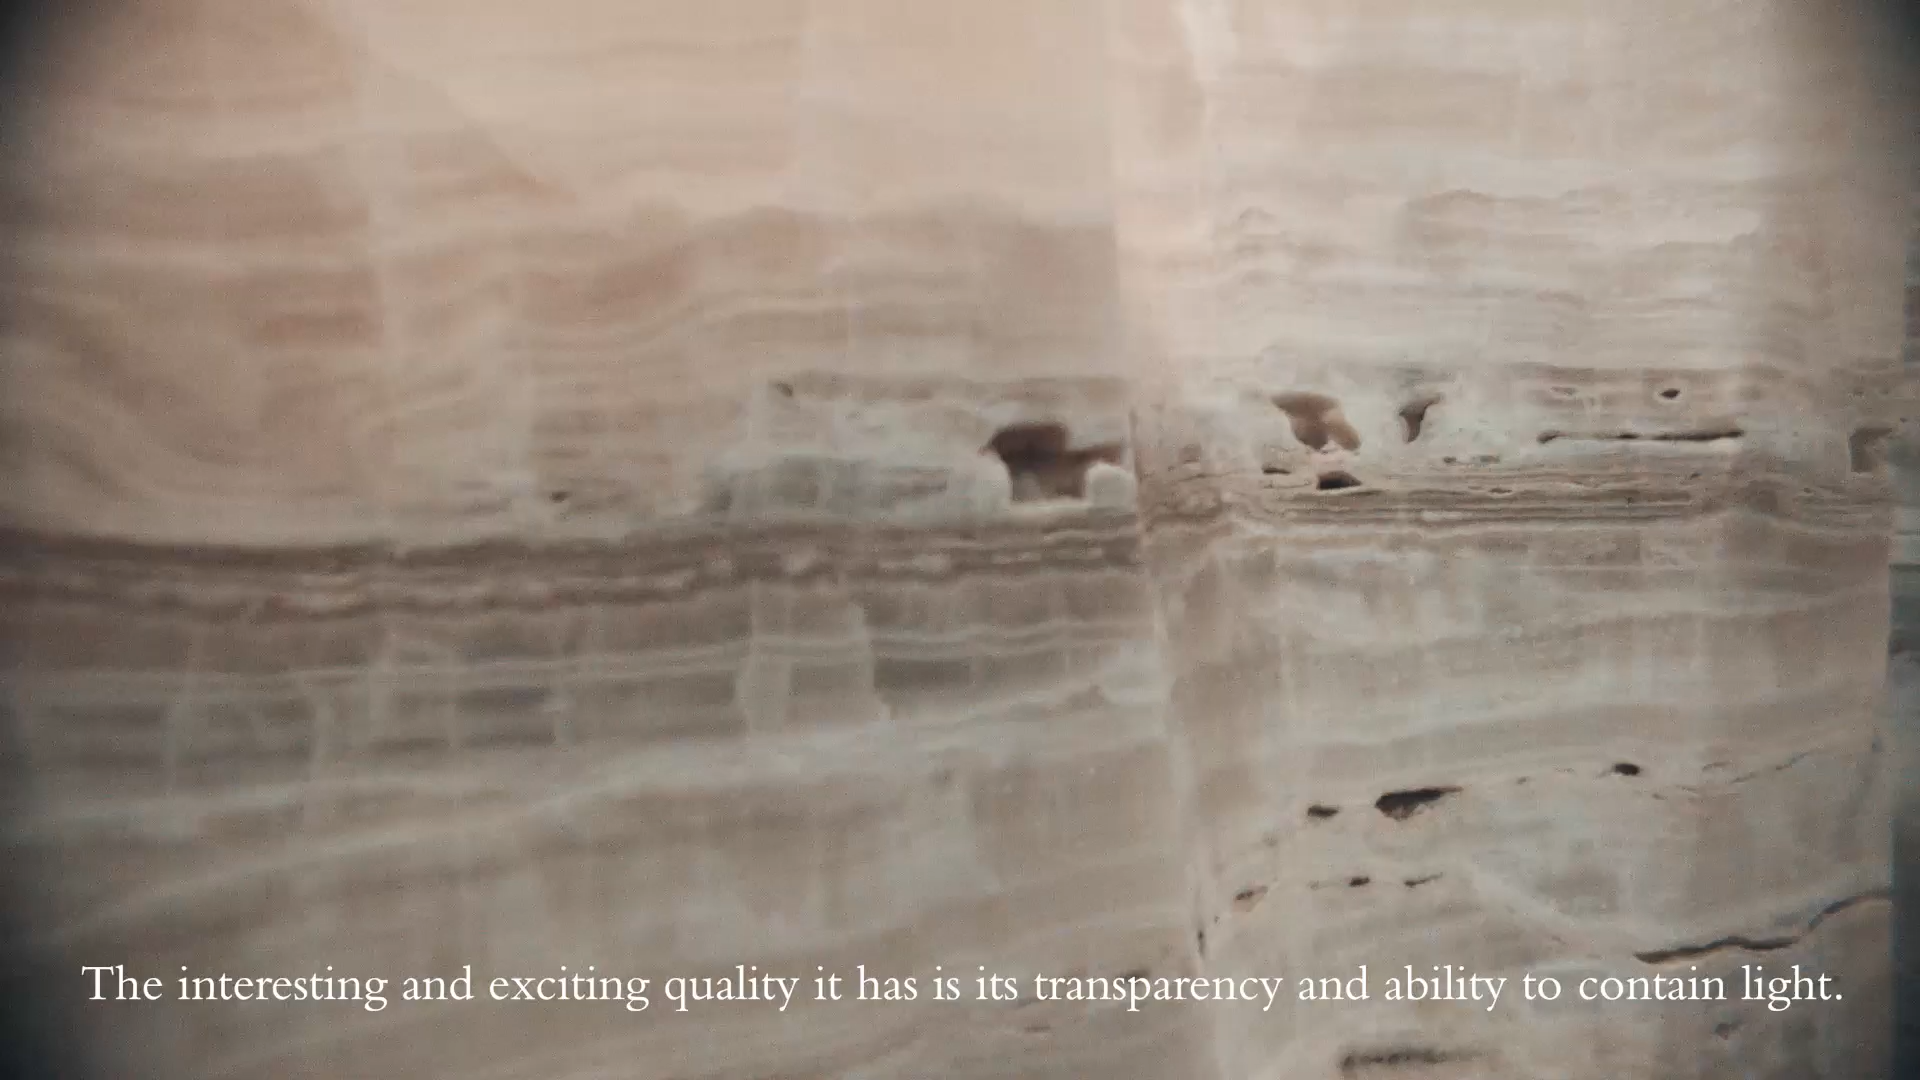 The interesting and exciting quality it has is its transparency and ability to contain light.